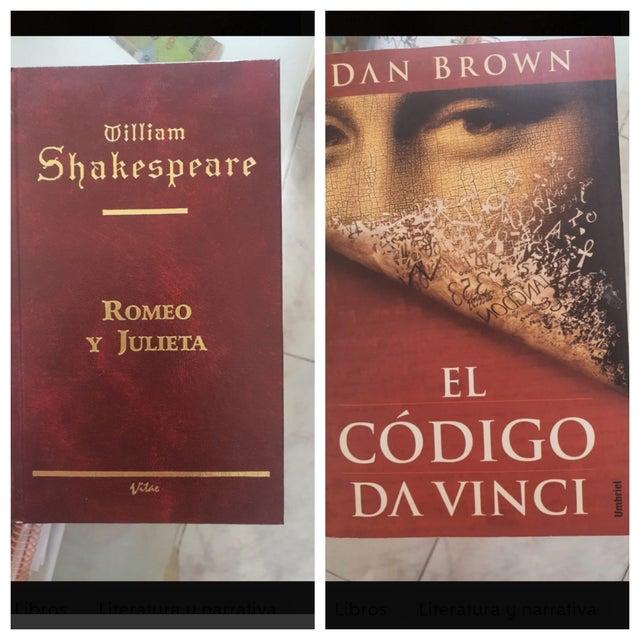 William
Shakespeare
ROMEO
Y JULIETA
Vitae
Libros
Literatura y narrativa
DAN BROWN
EL
CÓDIGO
DA VINCI
Umbriel
Libros
Literatura y narrativa